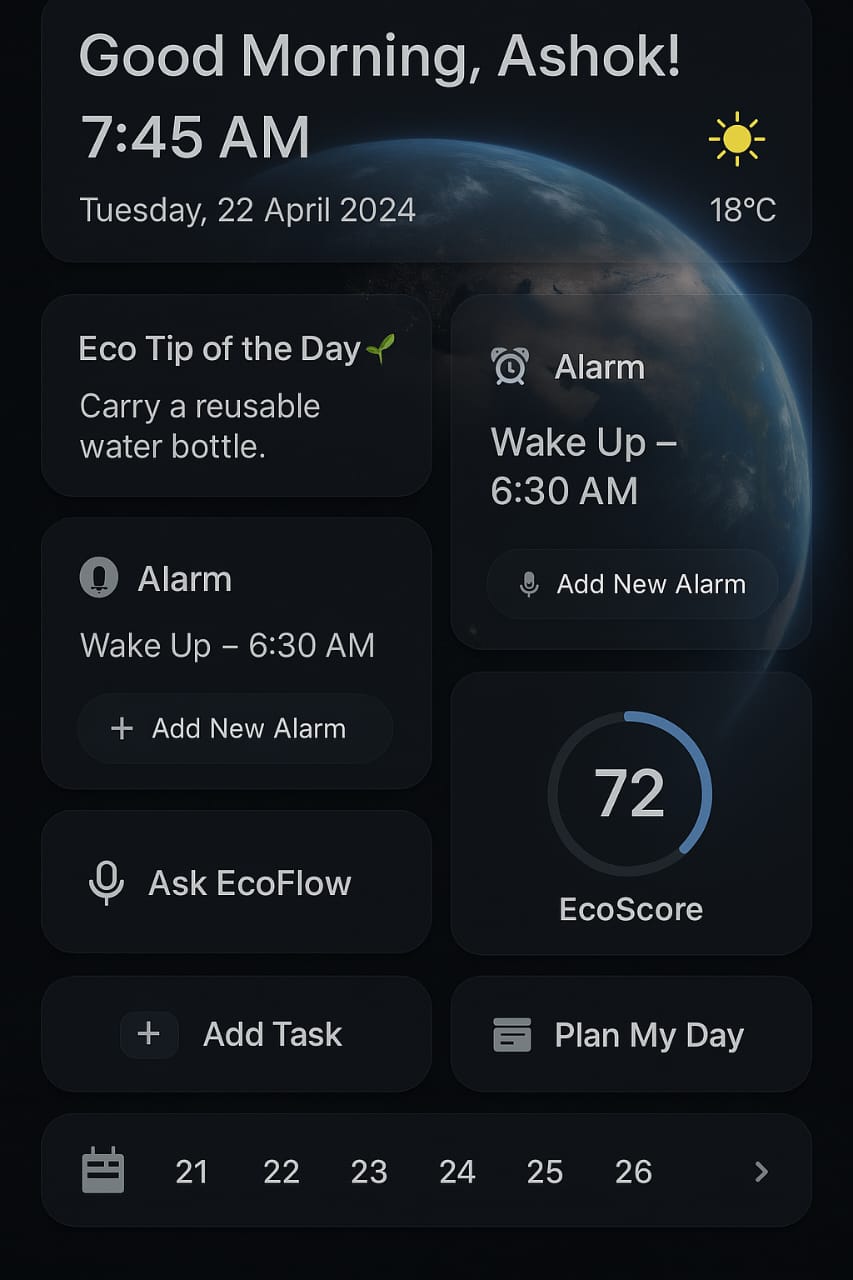 Good Morning, Ashok!
7:45 AM
Tuesday, 22 April 2024
18°C
Eco Tip of the Day
Carry a reusable
water bottle.
Alarm
Wake Up –
6:30 AM
Add New Alarm
Alarm
Wake Up – 6:30 AM
Add New Alarm
72
EcoScore
Ask EcoFlow
Add Task
Plan My Day
21 22 23 24 25 26